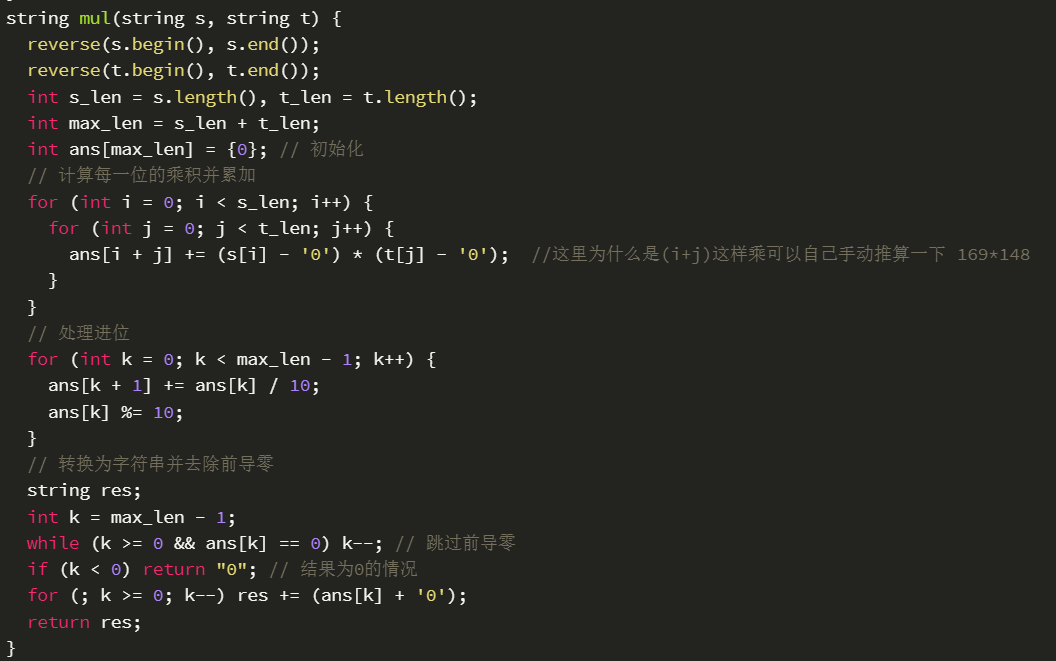 string mul(string s, string t) {
  reverse(s.begin(), s.end());
  reverse(t.begin(), t.end());
  int s_len = s.length(), t_len = t.length();
  int max_len = s_len + t_len;
  int ans[max_len] = {0}; // 初始化
  // 计算每一位的乘积并累加
  for (int i = 0; i < s_len; i++) {
    for (int j = 0; j < t_len; j++) {
      ans[i + j] += (s[i] - '0') * (t[j] - '0');  //这里为什么是(i+j)这样乘可以自己手动推算一下 169*148
    }
  }
  // 处理进位
  for (int k = 0; k < max_len - 1; k++) {
    ans[k + 1] += ans[k] / 10;
    ans[k] %= 10;
  }
  // 转换为字符串并去除前导零
  string res;
  int k = max_len - 1;
  while (k >= 0 && ans[k] == 0) k--; // 跳过前导零
  if (k < 0) return "0"; // 结果为0的情况
  for (; k >= 0; k--) res += (ans[k] + '0');
  return res;
}